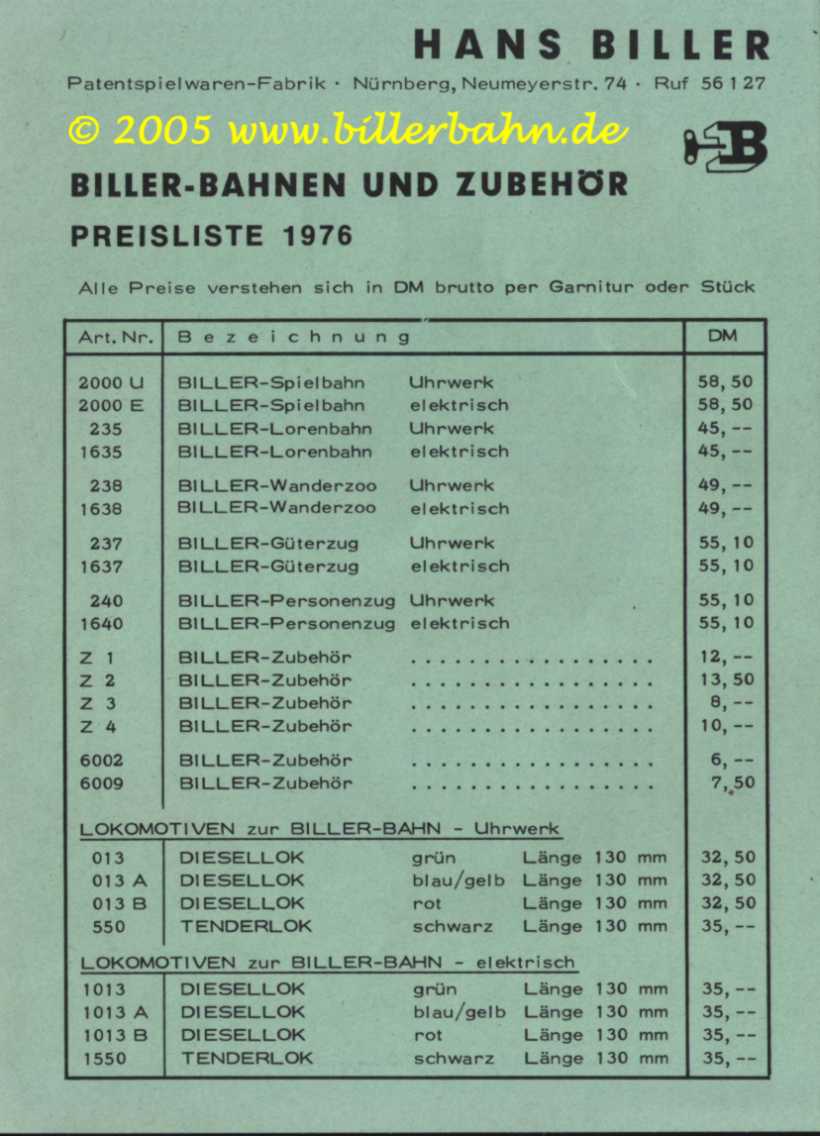 HANS BILLER
Patentspielwaren-Fabrik · Nürnberg, Neumeyerstr. 74 · Ruf 56 1 27
© 2005 www.billerbahn.de
B
BILLER-BAHNEN UND ZUBEHÖR
PREISLISTE 1976
Alle Preise verstehen sich in DM brutto per Garnitur oder Stück
Art. Nr. Bezeichnung DM
2000 U BILLER-Spielbahn Uhrwerk 58,50
2000 E BILLER-Spielbahn elektrisch 58,50
235 BILLER-Lorenbahn Uhrwerk 45,--
1635 BILLER-Lorenbahn elektrisch 45,--
238 BILLER-Wanderzoo Uhrwerk 49,--
1638 BILLER-Wanderzoo elektrisch 49,--
237 BILLER-Güterzug Uhrwerk 55,10
1637 BILLER-Güterzug elektrisch 55,10
240 BILLER-Personenzug Uhrwerk 55,10
1640 BILLER-Personenzug elektrisch 55,10
Z 1 BILLER-Zubehör . . . . . . . . . . . . . . . . . 12,--
Z 2 BILLER-Zubehör . . . . . . . . . . . . . . . . . 13,50
Z 3 BILLER-Zubehör . . . . . . . . . . . . . . . . . 8,--
Z 4 BILLER-Zubehör . . . . . . . . . . . . . . . . . 10,--
6002 BILLER-Zubehör . . . . . . . . . . . . . . . . . 6,--
6009 BILLER-Zubehör . . . . . . . . . . . . . . . . . 7,50
LOKOMOTIVEN zur BILLER-BAHN - Uhrwerk
013 DIESELLOK grün Länge 130 mm 32,50
013 A DIESELLOK blau/gelb Länge 130 mm 32,50
013 B DIESELLOK rot Länge 130 mm 32,50
550 TENDERLOK schwarz Länge 130 mm 35,--
LOKOMOTIVEN zur BILLER-BAHN - elektrisch
1013 DIESELLOK grün Länge 130 mm 35,--
1013 A DIESELLOK blau/gelb Länge 130 mm 35,--
1013 B DIESELLOK rot Länge 130 mm 35,--
1550 TENDERLOK schwarz Länge 130 mm 35,--